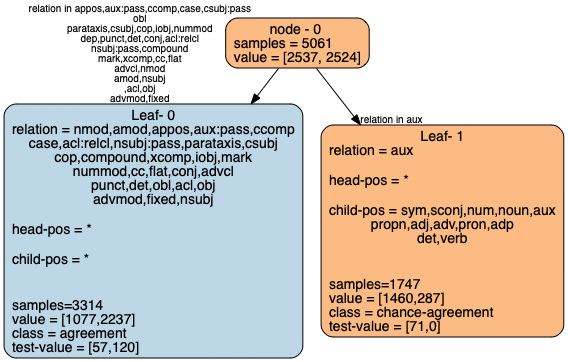 relation in appos,aux:pass,ccomp,case,csubj:pass
obl
parataxis,csubj,cop,iobj,nummod
dep,punct,det,conj,acl:relcl
nsubj:pass,compound
mark,xcomp,cc,flat
advcl,nmod
amod,nsubj
,acl,obj
advmod,fixed
node - 0
samples = 5061
value = [2537, 2524]
relation in aux
Leaf- 0
relation = nmod,amod,appos,aux:pass,ccomp
case,acl:relcl,nsubj:pass,parataxis,csubj
cop,compound,xcomp,iobj,mark
nummod,cc,flat,conj,advcl
punct,det,obl,acl,obj
advmod,fixed,nsubj
head-pos = *
child-pos = *
samples=3314
value = [1077,2237]
class = agreement
test-value = [57,120]
Leaf- 1
relation = aux
head-pos = *
child-pos = sym,sconj,num,noun,aux
propn,adj,adv,pron,adp
det,verb
samples=1747
value = [1460,287]
class = chance-agreement
test-value = [71,0]